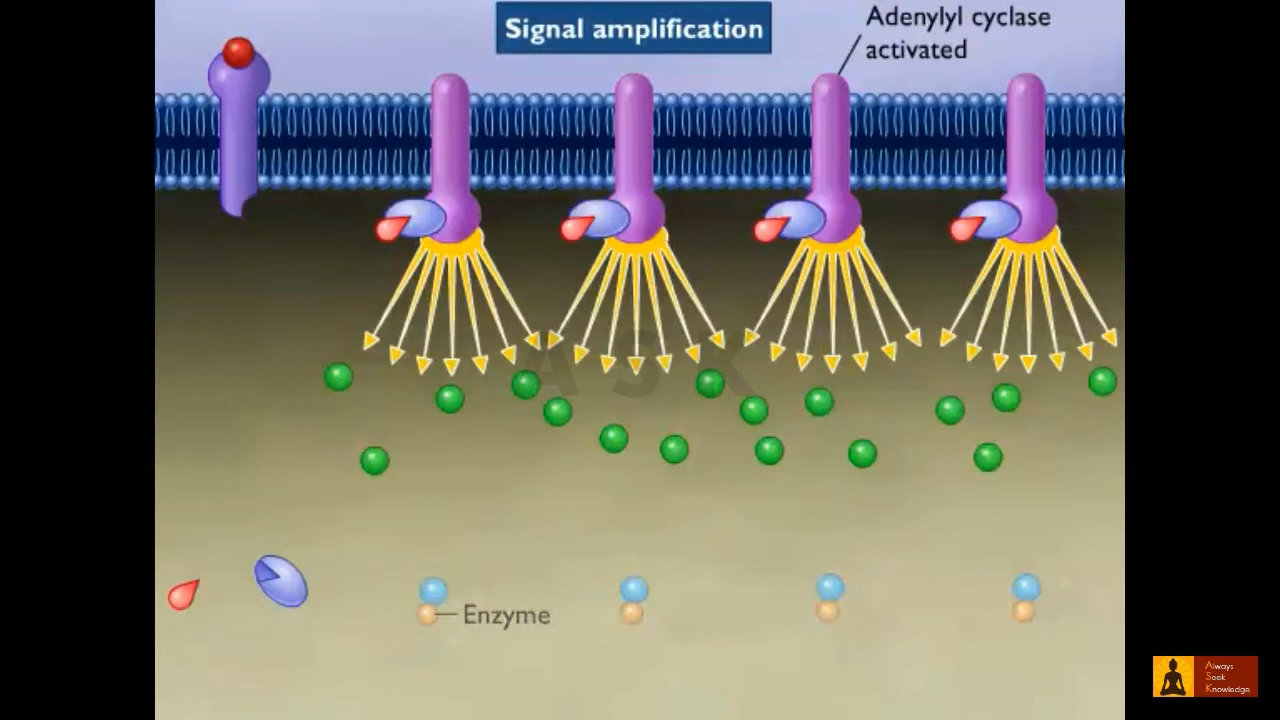 Signal amplification
Adenylyl cyclase
activated
A S K
Enzyme
Always
Seek
Knowledge